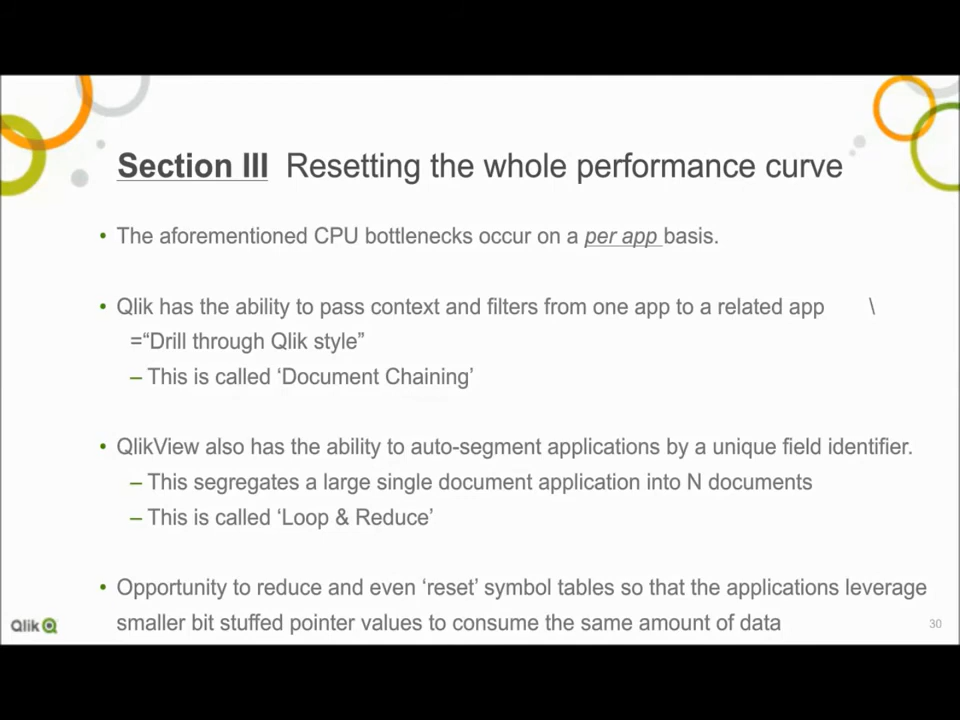 Section III Resetting the whole performance curve
• The aforementioned CPU bottlenecks occur on a per app basis.
• Qlik has the ability to pass context and filters from one app to a related app \
=“Drill through Qlik style”
– This is called ‘Document Chaining’
• QlikView also has the ability to auto-segment applications by a unique field identifier.
– This segregates a large single document application into N documents
– This is called ‘Loop & Reduce’
• Opportunity to reduce and even ‘reset’ symbol tables so that the applications leverage
smaller bit stuffed pointer values to consume the same amount of data
Qlik
30